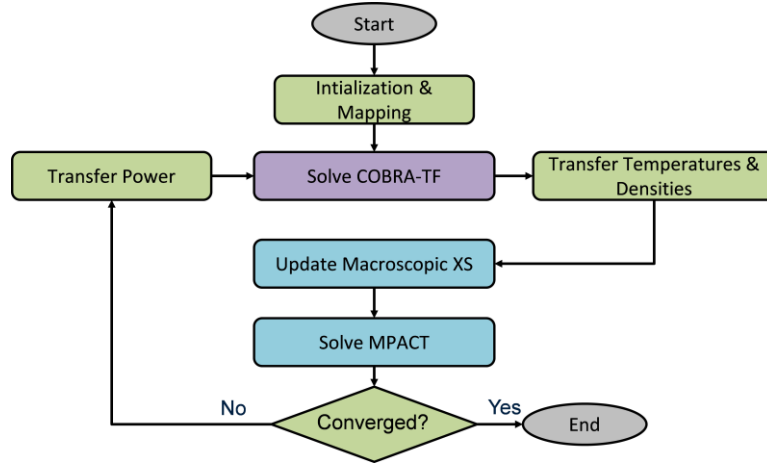 Start
Intialization &
Mapping
Transfer Power
Solve COBRA-TF
Transfer Temperatures &
Densities
Update Macroscopic XS
Solve MPACT
No
Converged?
Yes
End